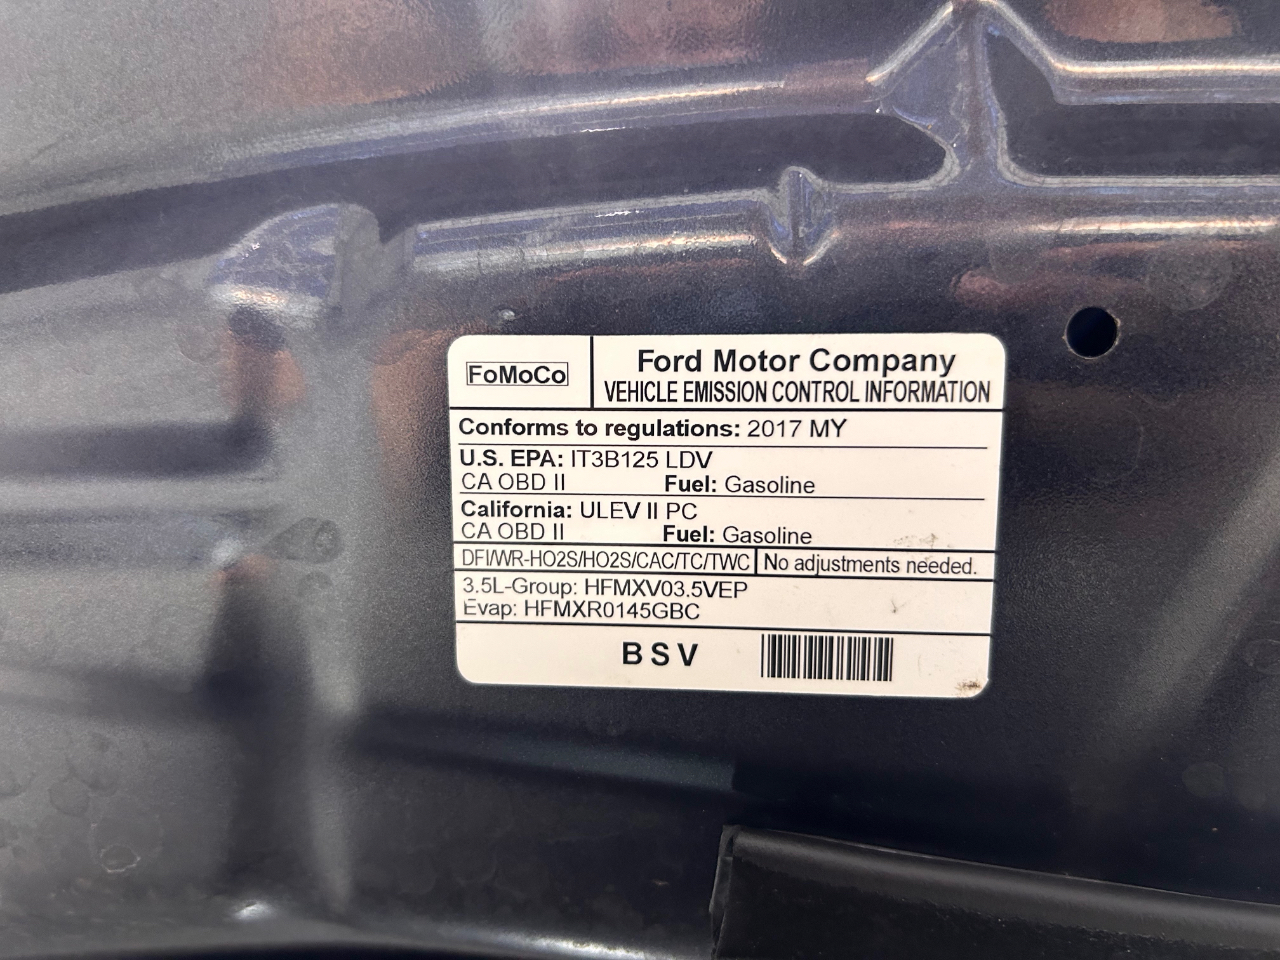 FoMoCo
Ford Motor Company
VEHICLE EMISSION CONTROL INFORMATION
Conforms to regulations: 2017 MY
U.S. EPA: IT3B125 LDV
CA OBD II Fuel: Gasoline
California: ULEV II PC
CA OBD II Fuel: Gasoline
DFI/WR-HO2S/HO2S/CAC/TC/TWC No adjustments needed.
3.5L-Group: HFMXV03.5VEP
Evap: HFMXR0145GBC
BSV